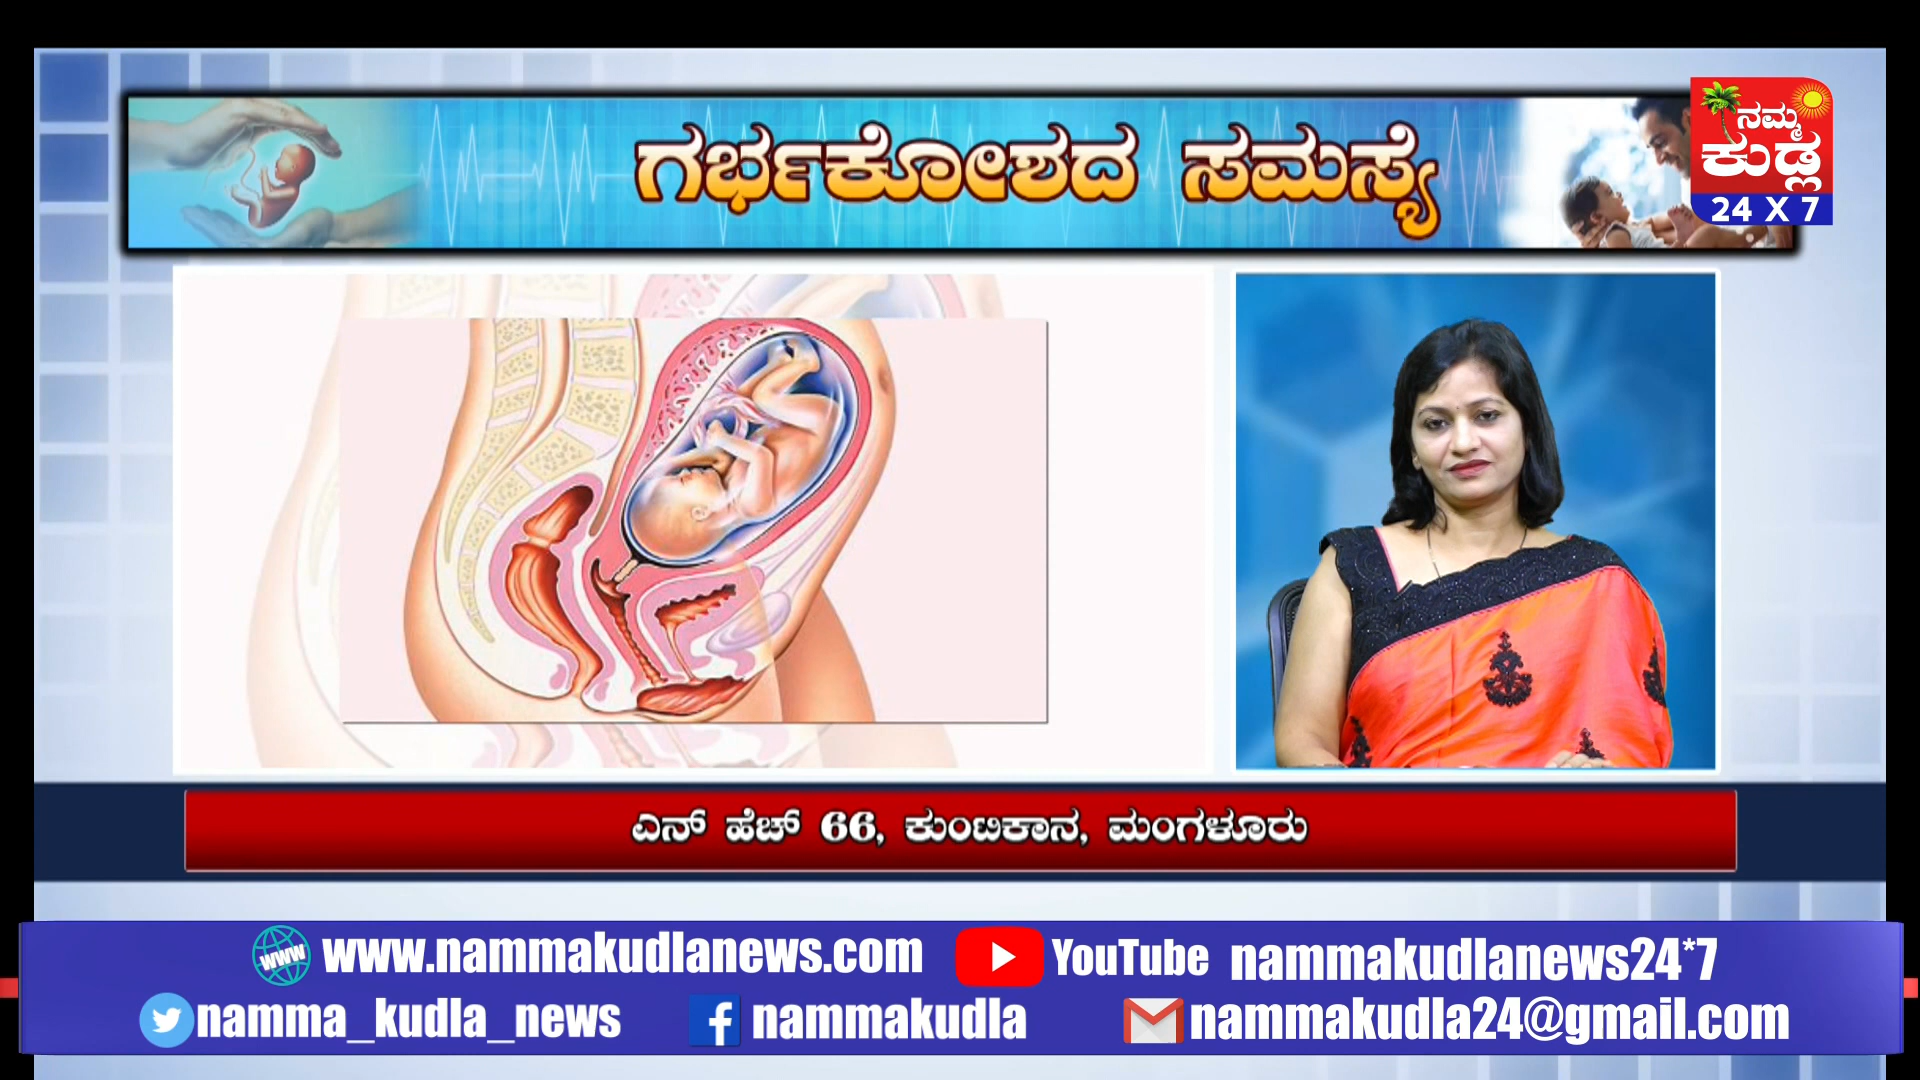 ಗರ್ಭಕೋಶದ ಸಮಸ್ಯೆ
ನಮ್ಮ
ಕುಡ್ಲ
24 X 7
ಎನ್ ಹೆಚ್ 66, ಕುಂಟಿಕಾನ, ಮಂಗಳೂರು
www www.nammakudlanews.com YouTube nammakudlanews24*7
namma_kudla_news f nammakudla nammakudla24@gmail.com